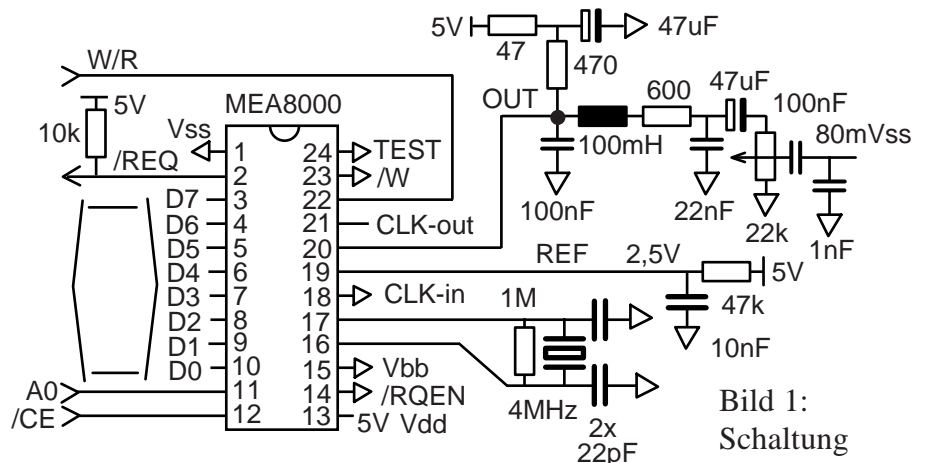 5V
47
47uF
470
W/R
5V
10k
MEA8000
OUT
600
47uF
100nF
100mH
80mVss
Vss
/REQ
1
24
TEST
2
23
/W
D7
3
22
D6
4
21
CLK-out
D5
5
20
D4
6
19
D3
7
18
CLK-in
D2
8
17
D1
9
16
D0
10
15
Vbb
A0
11
14
/RQEN
/CE
12
13
5V Vdd
100nF
22nF
22k
1nF
REF
2,5V
5V
47k
10nF
1M
4MHz
2x
22pF
Bild 1:
Schaltung